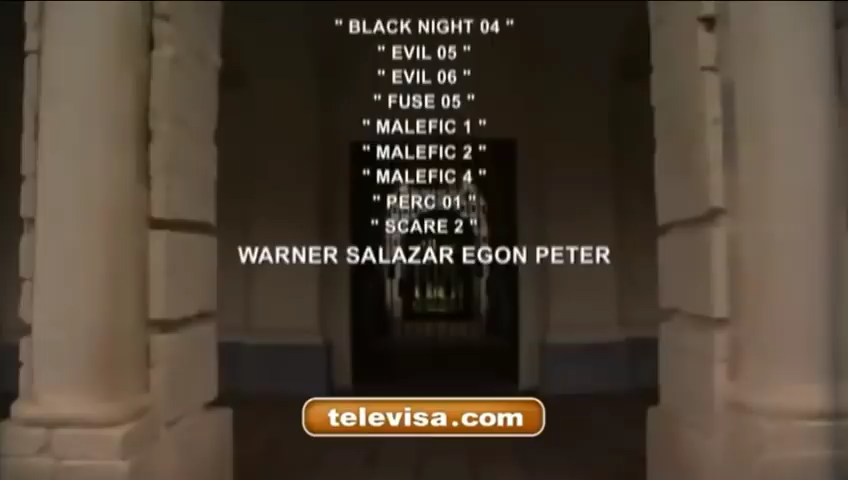 " BLACK NIGHT 04 "
" EVIL 05 "
" EVIL 06 "
" FUSE 05 "
" MALEFIC 1 "
" MALEFIC 2 "
" MALEFIC 4 "
" PERC 01 "
" SCARE 2 "
WARNER SALAZAR EGON PETER
televisa.com